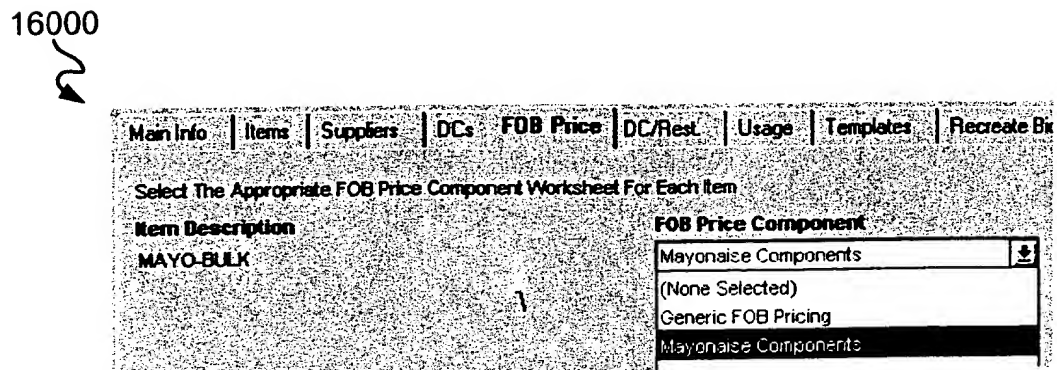 16000
Main Info Items Suppliers DCs FOB Price DC/Rest. Usage Templates Recreate
Select The Appropriate FOB Price Component Worksheet For Each Item
Item Description FOB Price Component
MAYO-BULK Mayonaise Components
(None Selected)
Generic FOB Pricing
Mayonaise Components